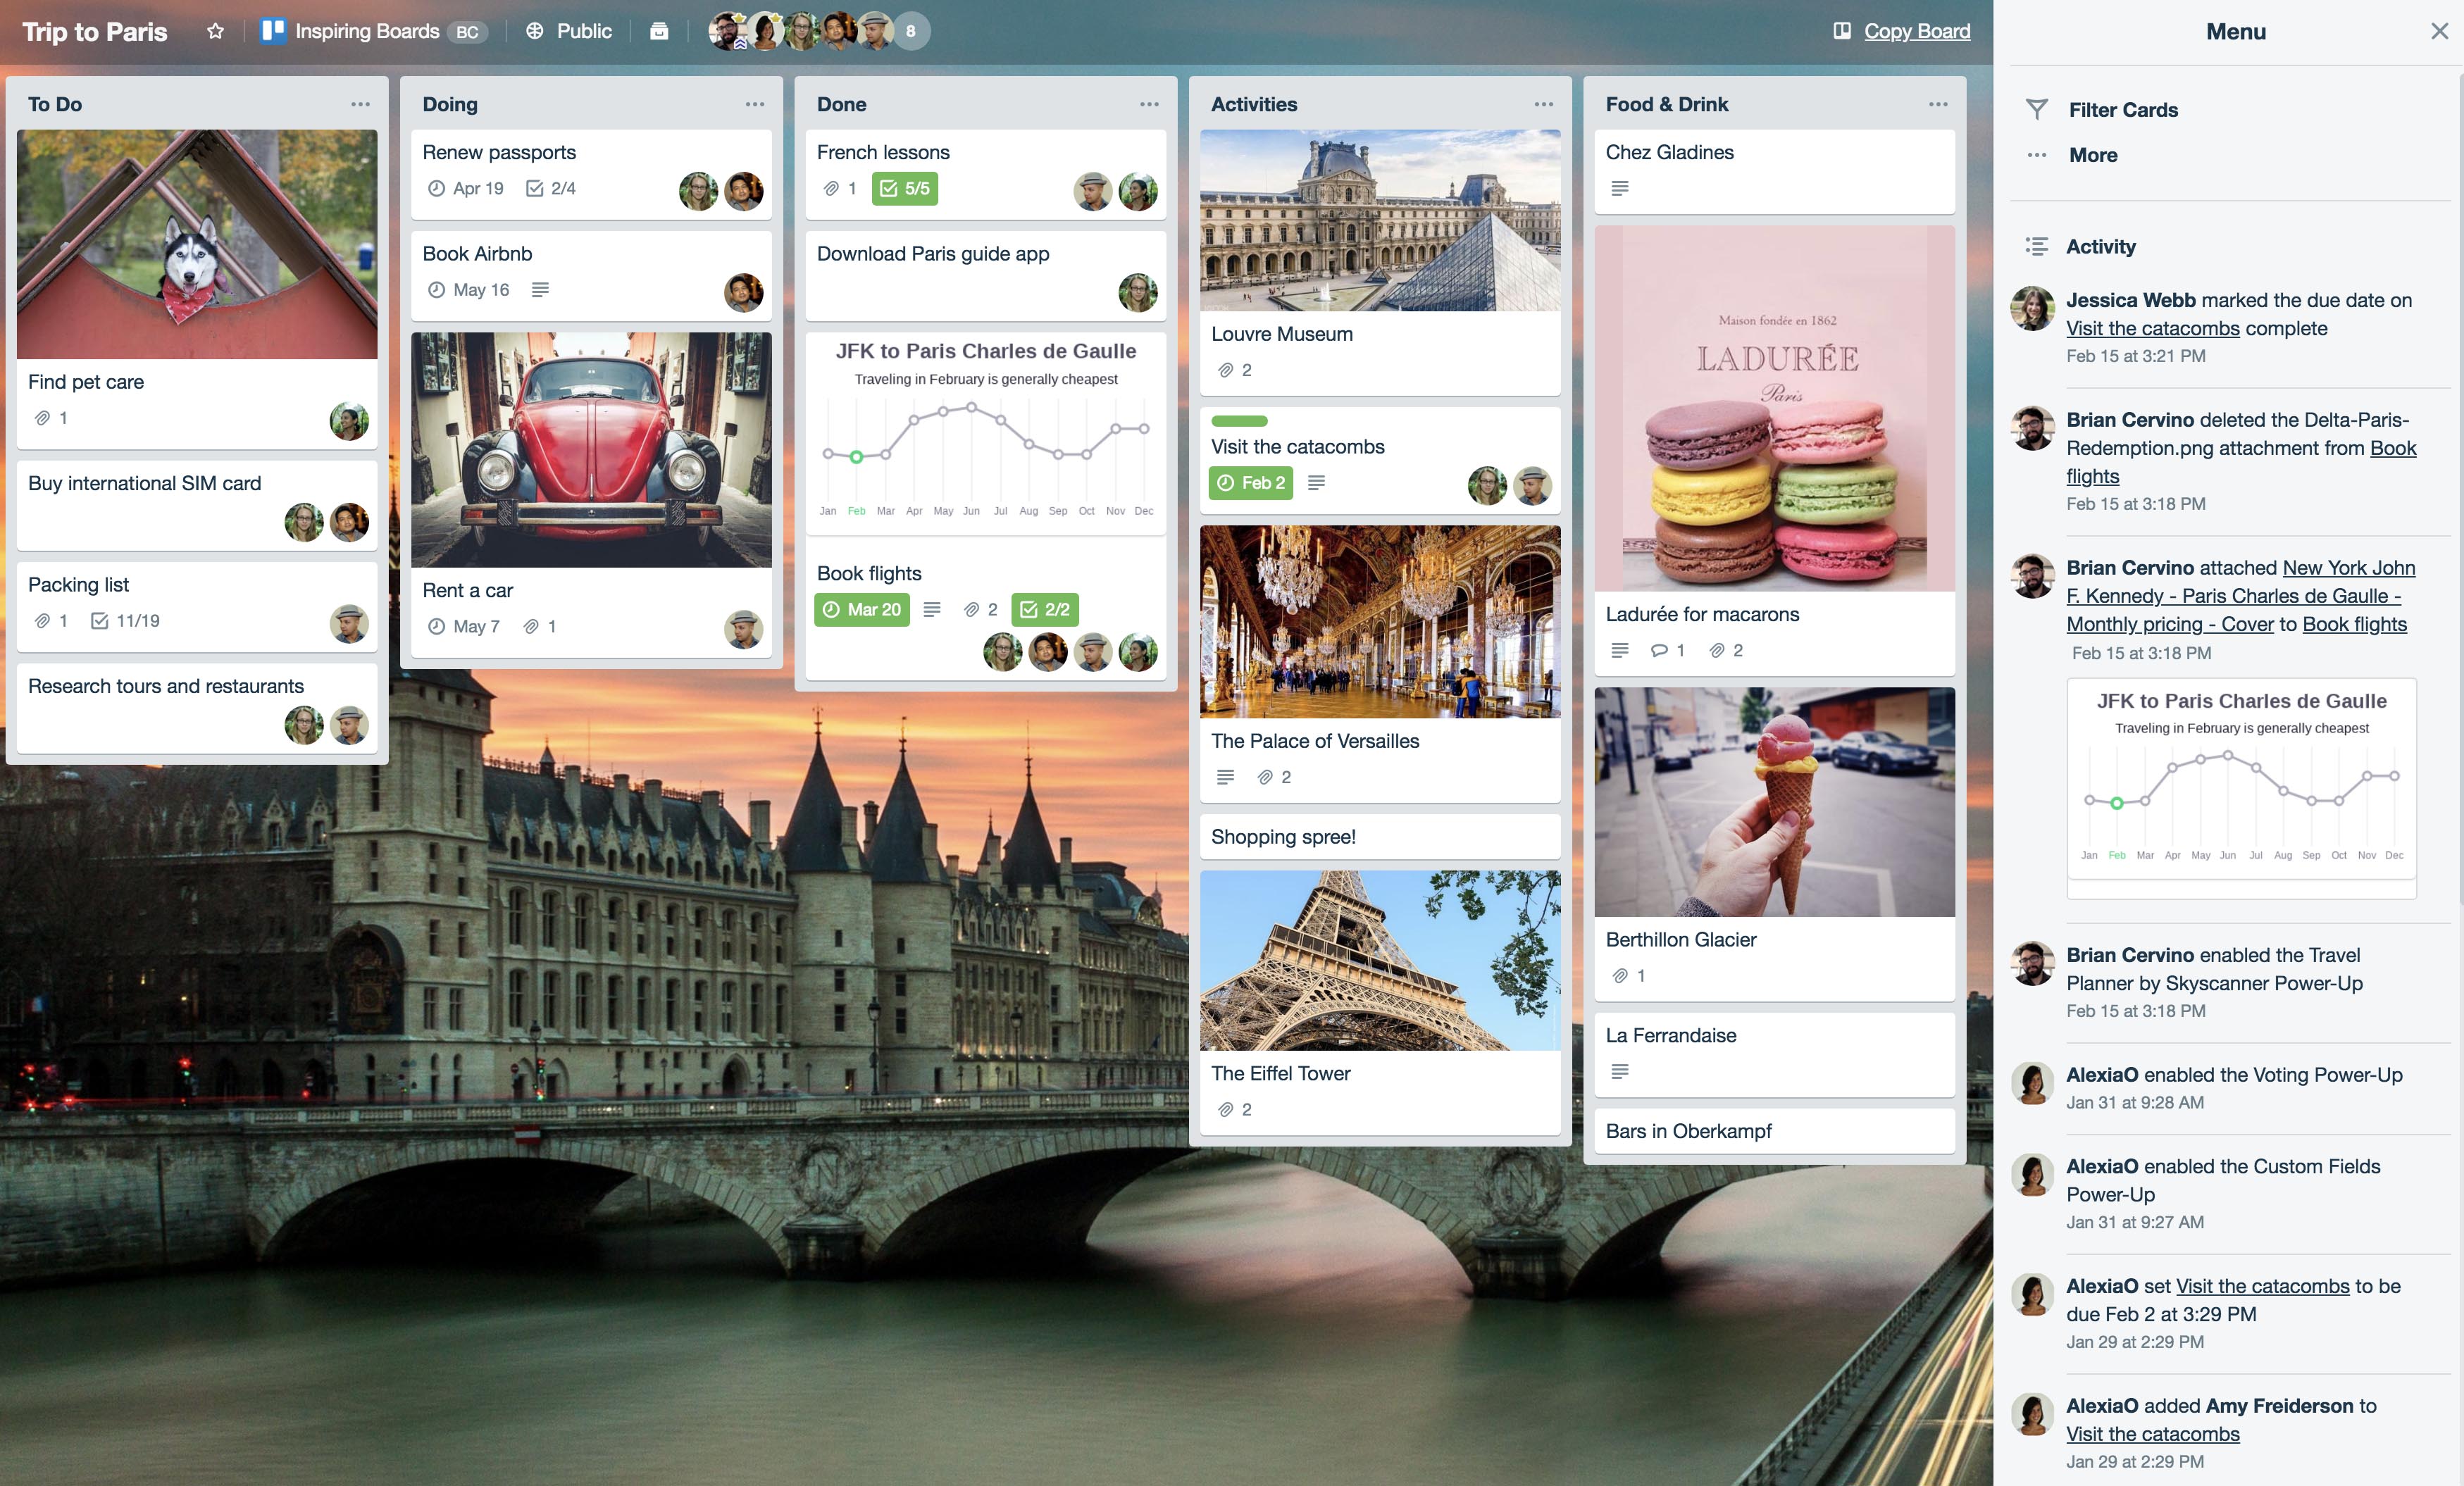 Trip to Paris
Inspiring Boards BC
Public
8
Copy Board
To Do
Find pet care
1
Buy international SIM card
Packing list
1 11/19
Research tours and restaurants
Doing
Renew passports
Apr 19 2/4
Book Airbnb
May 16
Rent a car
May 7 1
Done
French lessons
1 5/5
Download Paris guide app
JFK to Paris Charles de Gaulle
Traveling in February is generally cheapest
Jan Feb Mar Apr May Jun Jul Aug Sep Oct Nov Dec
Book flights
Mar 20 2 2/2
Activities
Louvre Museum
2
Visit the catacombs
Feb 2
The Palace of Versailles
2
Shopping spree!
The Eiffel Tower
2
Food & Drink
Chez Gladines
Maison fondée en 1862
LADURÉE
Paris
Ladurée for macarons
1 2
Berthillon Glacier
1
La Ferrandaise
Bars in Oberkampf
Menu
Filter Cards
More
Activity
Jessica Webb marked the due date on
Visit the catacombs complete
Feb 15 at 3:21 PM
Brian Cervino deleted the Delta-Paris-
Redemption.png attachment from Book
flights
Feb 15 at 3:18 PM
Brian Cervino attached New York John
F. Kennedy - Paris Charles de Gaulle -
Monthly pricing - Cover to Book flights
Feb 15 at 3:18 PM
JFK to Paris Charles de Gaulle
Traveling in February is generally cheapest
Jan Feb Mar Apr May Jun Jul Aug Sep Oct Nov Dec
Brian Cervino enabled the Travel
Planner by Skyscanner Power-Up
Feb 15 at 3:18 PM
AlexiaO enabled the Voting Power-Up
Jan 31 at 9:28 AM
AlexiaO enabled the Custom Fields
Power-Up
Jan 31 at 9:27 AM
AlexiaO set Visit the catacombs to be
due Feb 2 at 3:29 PM
Jan 29 at 2:29 PM
AlexiaO added Amy Freiderson to
Visit the catacombs
Jan 29 at 2:29 PM